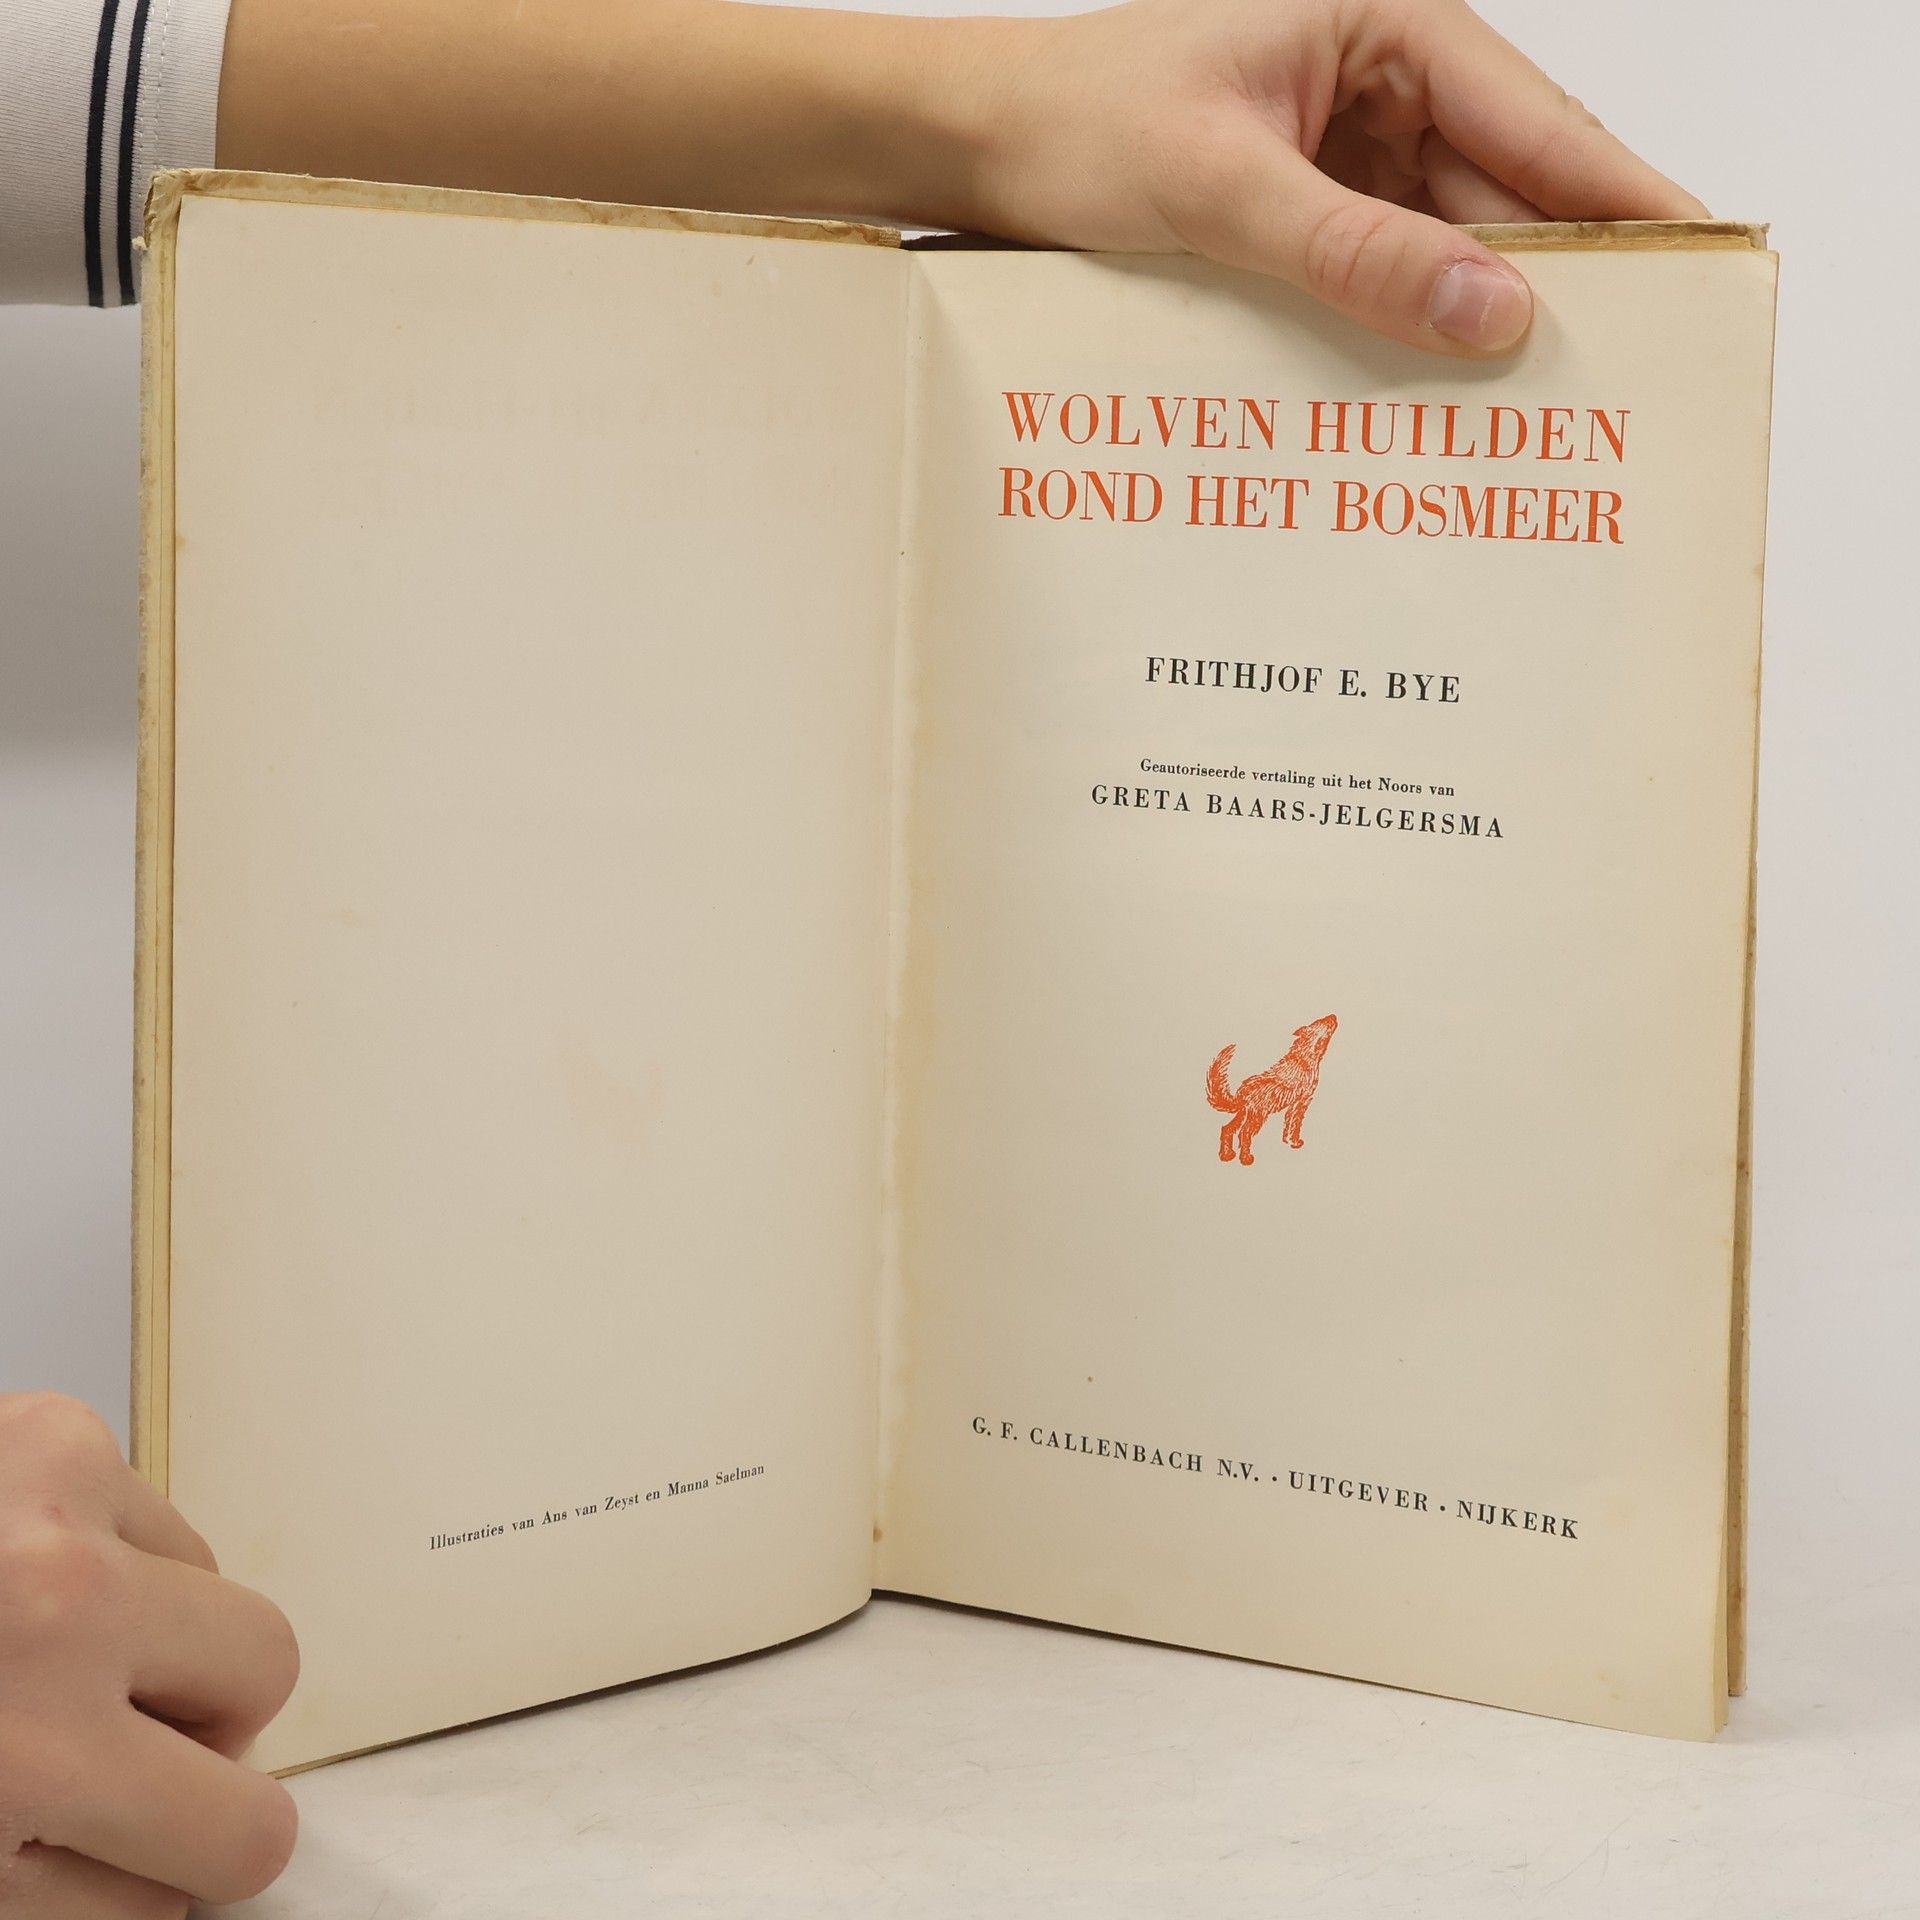 Illustraties van Ans van Zeyst en Manna Saelman
WOLVEN HUILDEN
ROND HET BOSMEER
FRITHJOF E. BYE
Geautoriseerde vertaling uit het Noors van
GRETA BAARS-JELGERSMA
G. F. CALLENBACH N.V. • UITGEVER • NIJKERK